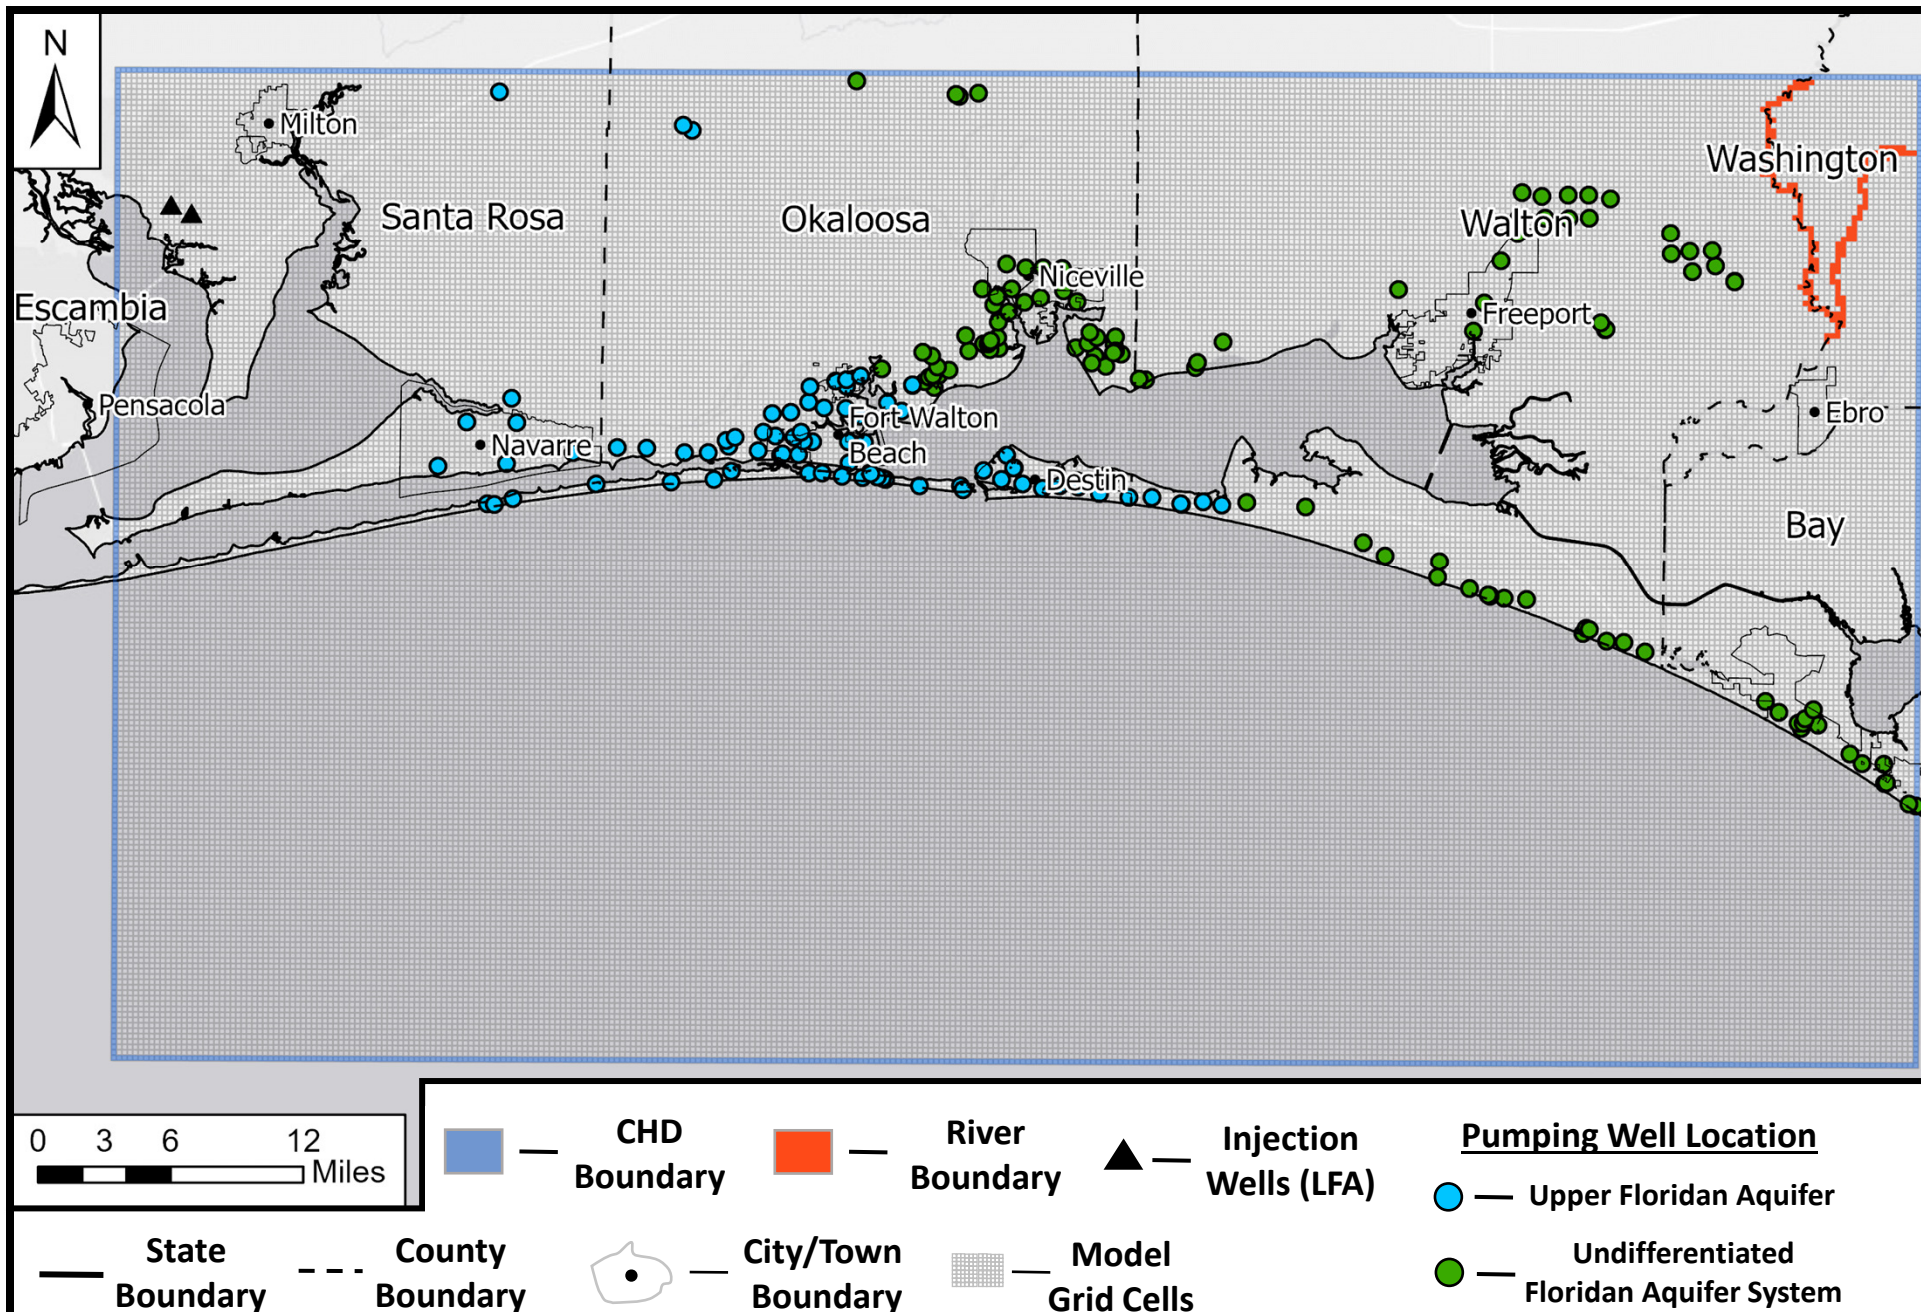 N
Milton
Washington
Santa Rosa
Okaloosa
Walton
Niceville
Escambia
Freeport
Pensacola
Ebro
Navarre
Fort Walton
Beach
Destin
Bay
0 3 6 12
Miles
CHD
Boundary
River
Boundary
Injection
Wells (LFA)
Pumping Well Location
Upper Floridan Aquifer
Undifferentiated
Floridan Aquifer System
State
Boundary
County
Boundary
City/Town
Boundary
Model
Grid Cells